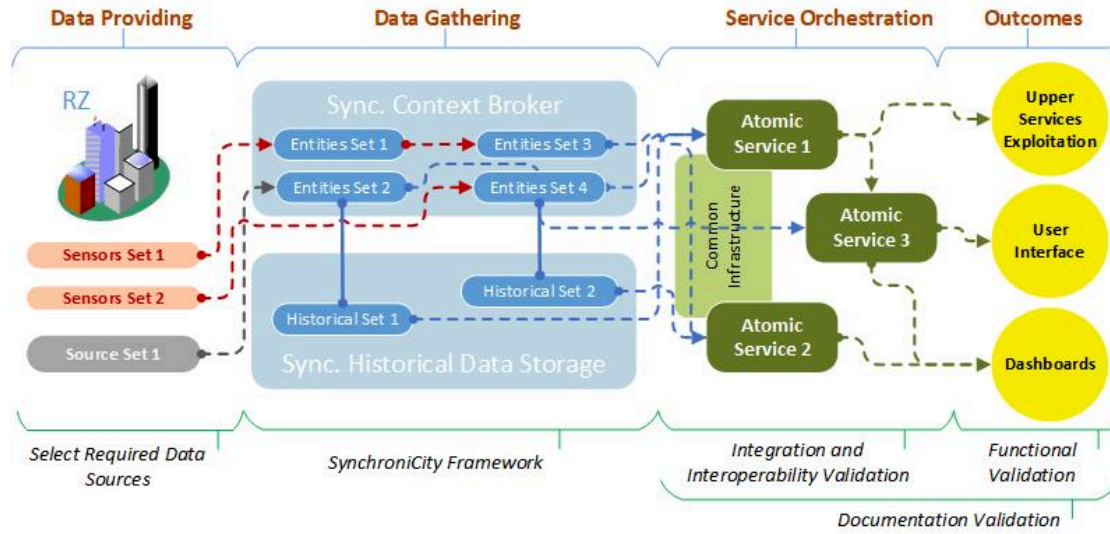 Data Providing
Data Gathering
Service Orchestration
Outcomes
RZ
Sync. Context Broker
Entities Set 1
Entities Set 3
Entities Set 2
Entities Set 4
Sensors Set 1
Sensors Set 2
Source Set 1
Historical Set 2
Historical Set 1
Sync. Historical Data Storage
Atomic
Service 1
Common
Infrastructure
Atomic
Service 3
Atomic
Service 2
Upper
Services
Exploitation
User
Interface
Dashboards
Select Required Data
Sources
SynchroniCity Framework
Integration and
Interoperability Validation
Functional
Validation
Documentation Validation